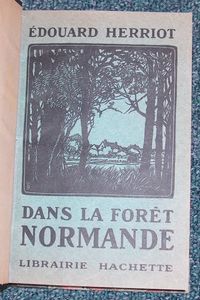 ÉDOUARD HERRIOT
DANS LA FORÊT
NORMANDE
LIBRAIRIE HACHETTE